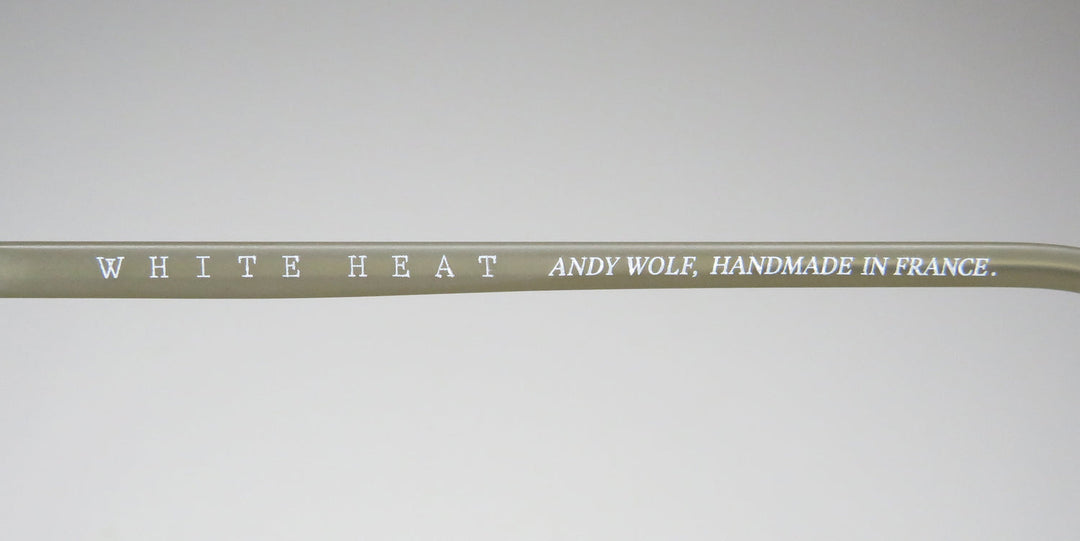 WHITE HEAT ANDY WOLF, HANDMADE IN FRANCE.